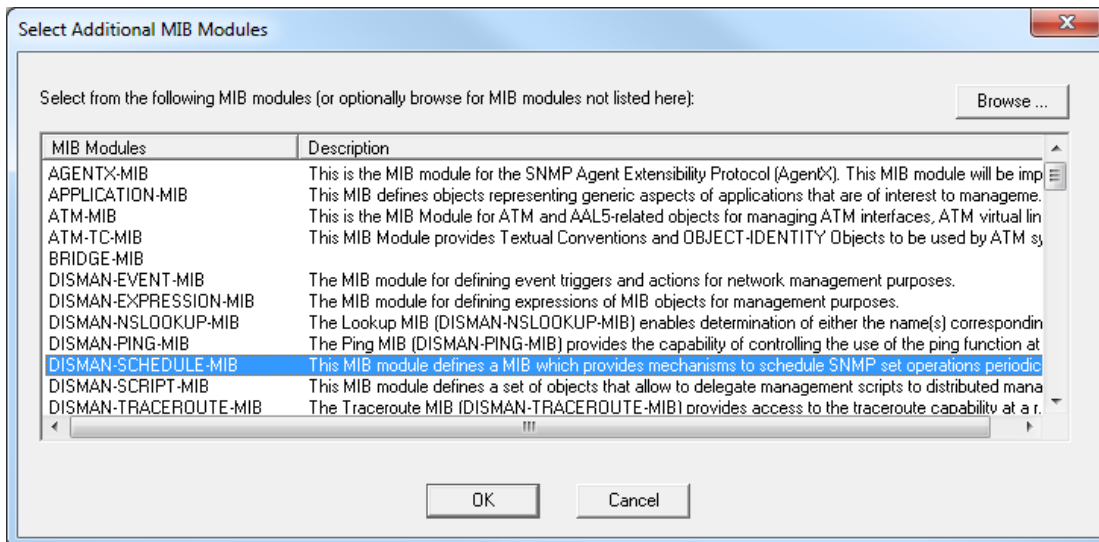 Select Additional MIB Modules
Select from the following MIB modules (or optionally browse for MIB modules not listed here):
Browse ...
MIB Modules Description
AGENTX-MIB This is the MIB module for the SNMP Agent Extensibility Protocol (AgentX). This MIB module will be imp
APPLICATION-MIB This MIB defines objects representing generic aspects of applications that are of interest to manageme.
ATM-MIB This is the MIB Module for ATM and AAL5-related objects for managing ATM interfaces, ATM virtual lin
ATM-TC-MIB This MIB Module provides Textual Conventions and OBJECT-IDENTITY Objects to be used by ATM sy
BRIDGE-MIB
DISMAN-EVENT-MIB The MIB module for defining event triggers and actions for network management purposes.
DISMAN-EXPRESSION-MIB The MIB module for defining expressions of MIB objects for management purposes.
DISMAN-NSLOOKUP-MIB The Lookup MIB (DISMAN-NSLOOKUP-MIB) enables determination of either the name(s) correspondin
DISMAN-PING-MIB The Ping MIB (DISMAN-PING-MIB) provides the capability of controlling the use of the ping function at
DISMAN-SCHEDULE-MIB This MIB module defines a MIB which provides mechanisms to schedule SNMP set operations periodic
DISMAN-SCRIPT-MIB This MIB module defines a set of objects that allow to delegate management scripts to distributed mana
DISMAN-TRACEROUTE-MIB The Traceroute MIB (DISMAN-TRACEROUTE-MIB) provides access to the traceroute capability at a r.
OK Cancel